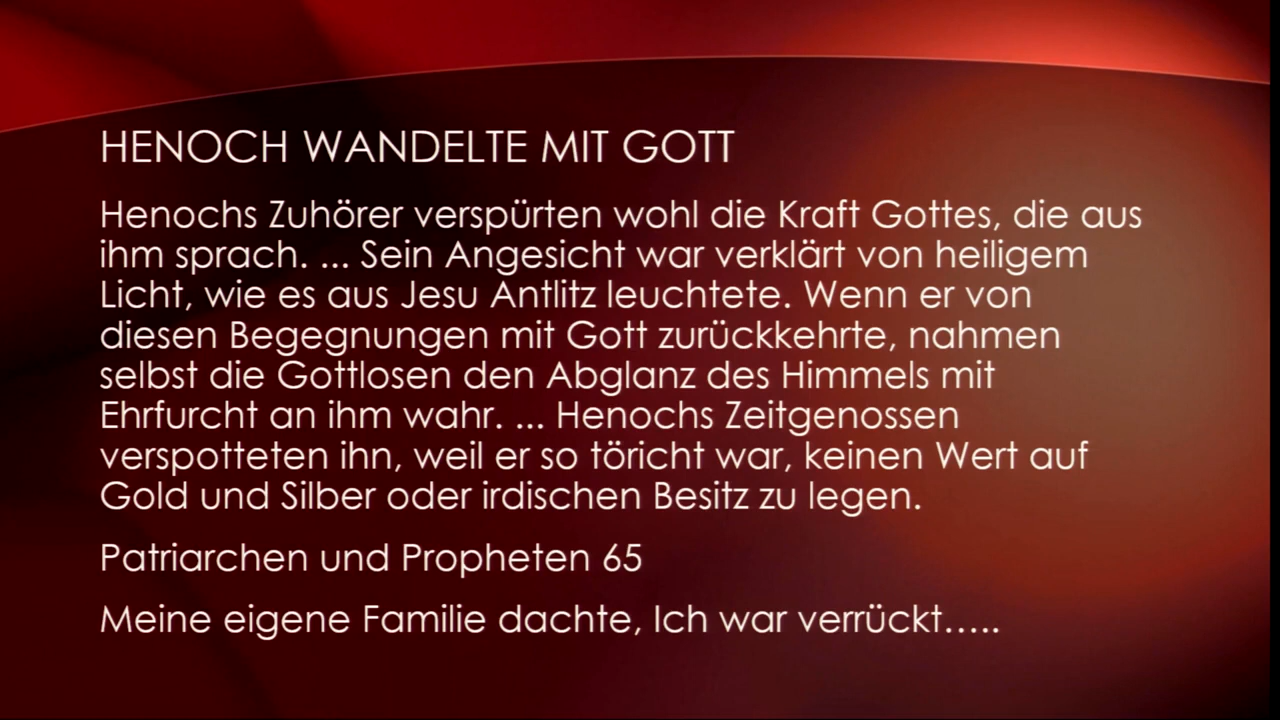 HENOCH WANDELTE MIT GOTT
Henochs Zuhörer verspürten wohl die Kraft Gottes, die aus
ihm sprach. ... Sein Angesicht war verklärt von heiligem
Licht, wie es aus Jesu Antlitz leuchtete. Wenn er von
diesen Begegnungen mit Gott zurückkehrte, nahmen
selbst die Gottlosen den Abglanz des Himmels mit
Ehrfurcht an ihm wahr. ... Henochs Zeitgenossen
verspotteten ihn, weil er so töricht war, keinen Wert auf
Gold und Silber oder irdischen Besitz zu legen.
Patriarchen und Propheten 65
Meine eigene Familie dachte, Ich war verrückt…..